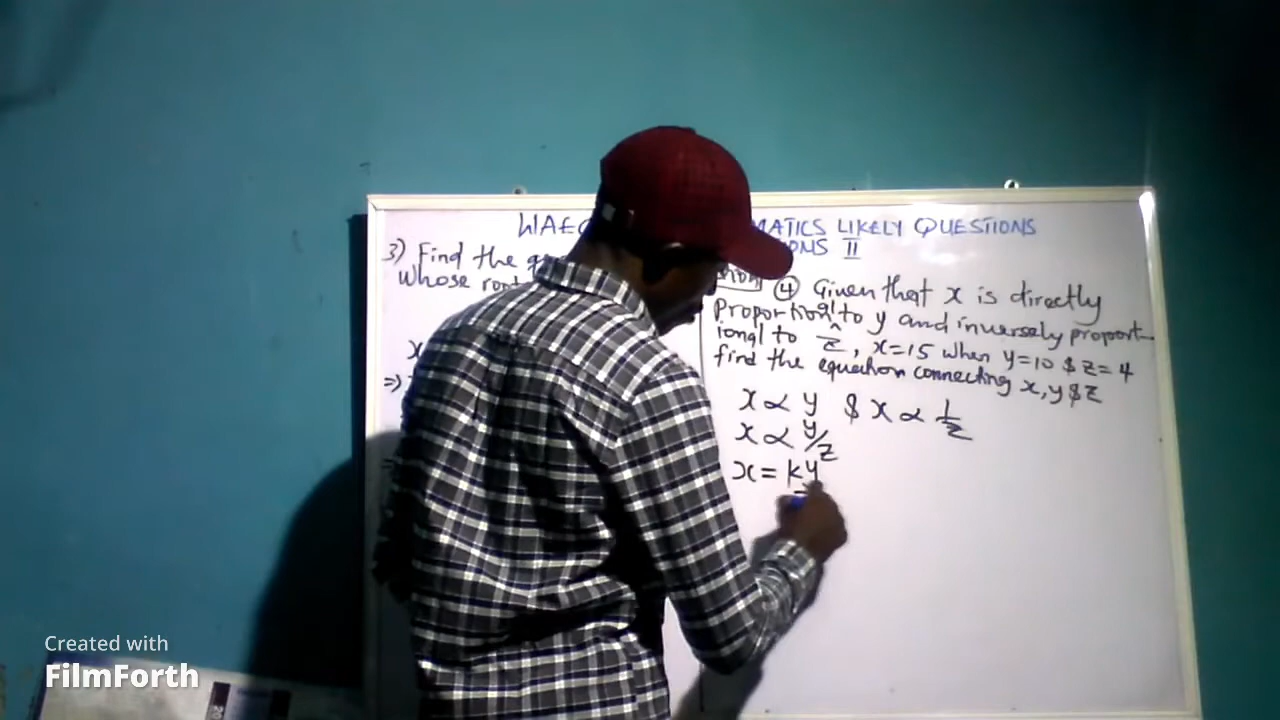 WAEC MATICS LIKELY QUESTIONS
II
3) Find the
whose
④ Given that x is directly
Proportional to y and inversely proport-
ional to z, x=15 when y=10 $ z=4
find the equation connecting x, y $ z
x ∝ y $ x ∝ 1/z
x ∝ y/z
x = ky
=>
Created with
FilmForth